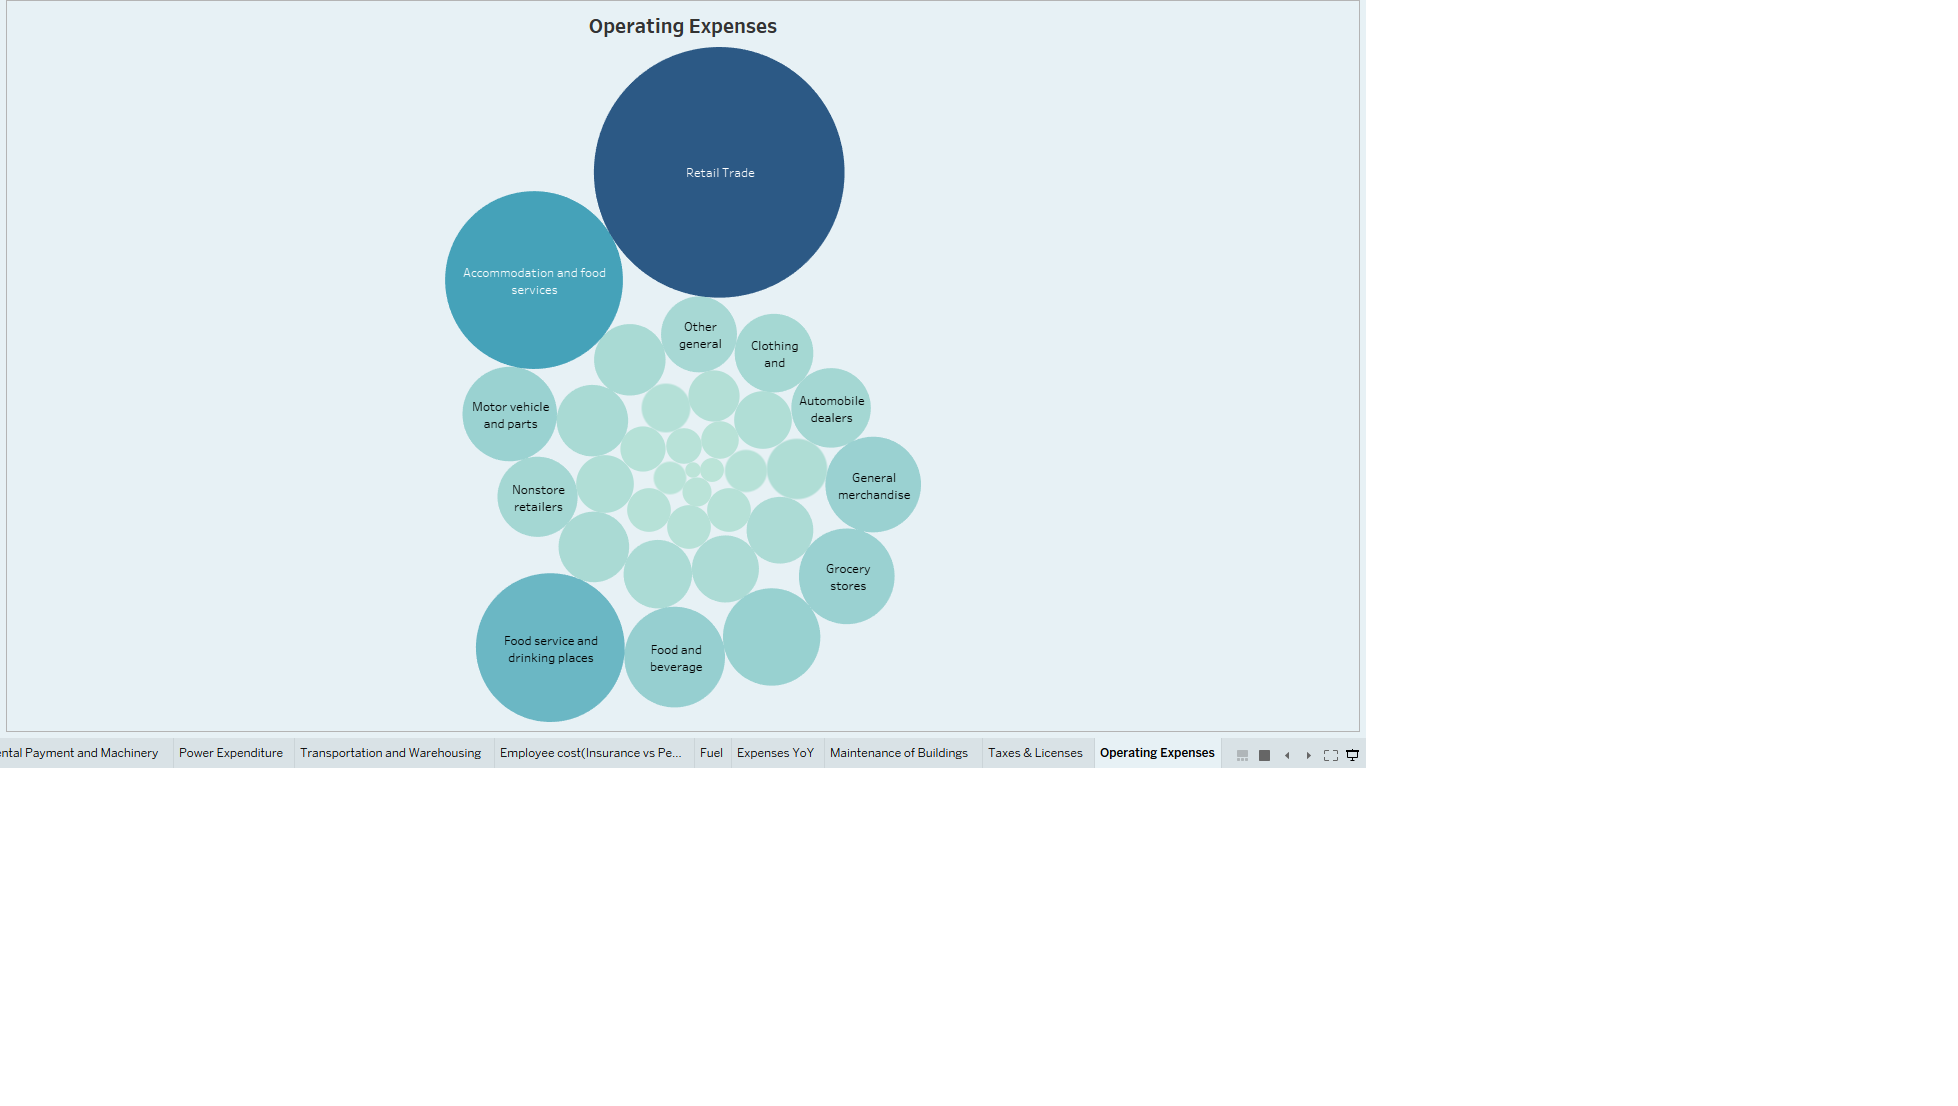 Operating Expenses
Retail Trade
Accommodation and food
services
Other
general
Clothing
and
Motor vehicle
and parts
Automobile
dealers
General
merchandise
Nonstore
retailers
Grocery
stores
Food service and
drinking places
Food and
beverage
ental Payment and Machinery
Power Expenditure
Transportation and Warehousing
Employee cost(Insurance vs Pe...
Fuel
Expenses YoY
Maintenance of Buildings
Taxes & Licenses
Operating Expenses